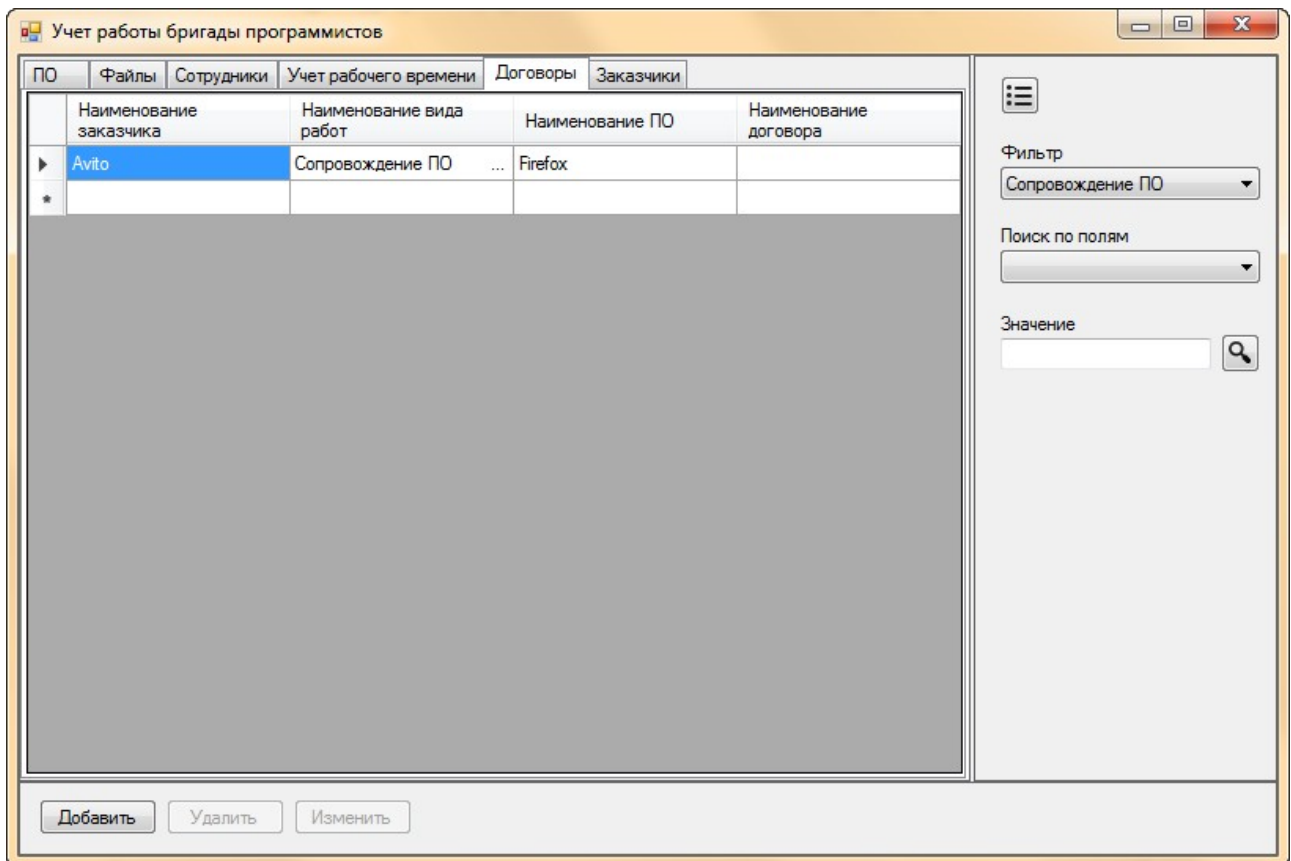 Учет работы бригады программистов
ПО Файлы Сотрудники Учет рабочего времени Договоры Заказчики
Наименование заказчика Наименование вида работ Наименование ПО Наименование договора
Avito Сопровождение ПО ... Firefox
*
Фильтр
Сопровождение ПО
Поиск по полям
Значение
Добавить Удалить Изменить